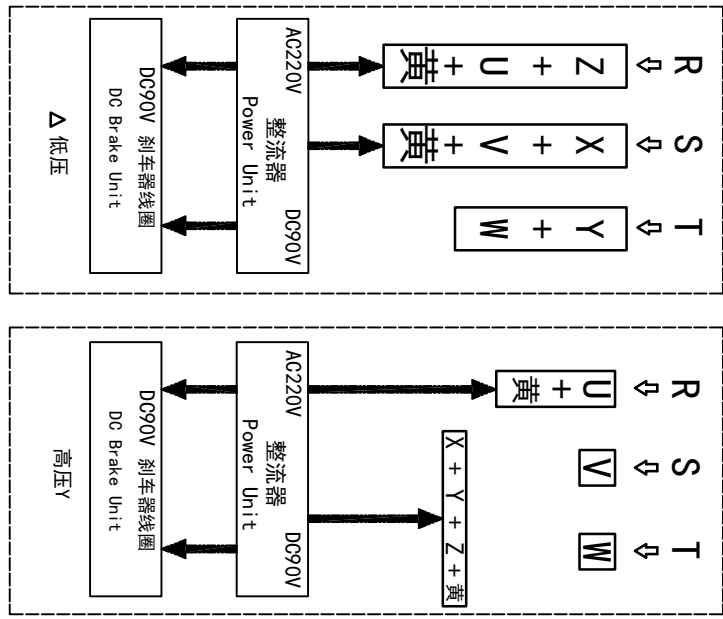 R S T
Z + U + 黄
X + V + 黄
Y + W
AC220V
整流器
Power Unit
DC90V
DC90V 刹车器线圈
DC Brake Unit
Δ 低压
R S T
U + 黄
V
W
X + Y + Z + 黄
AC220V
整流器
Power Unit
DC90V
DC90V 刹车器线圈
DC Brake Unit
高压Y